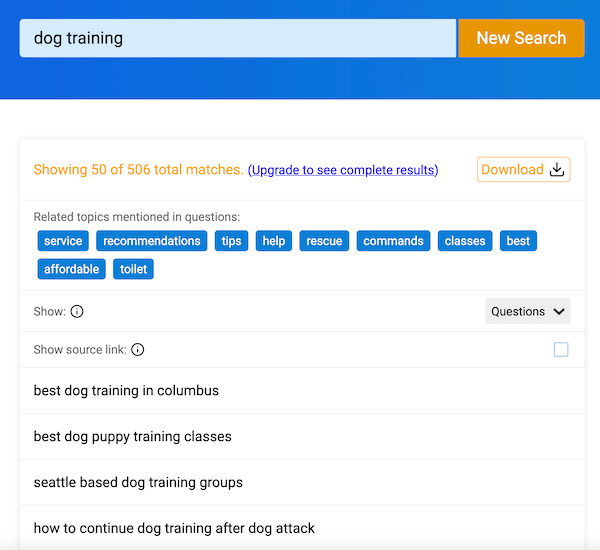 dog training New Search
Showing 50 of 506 total matches. (Upgrade to see complete results) Download
Related topics mentioned in questions:
service recommendations tips help rescue commands classes best
affordable toilet
Show: Questions
Show source link:
best dog training in columbus
best dog puppy training classes
seattle based dog training groups
how to continue dog training after dog attack